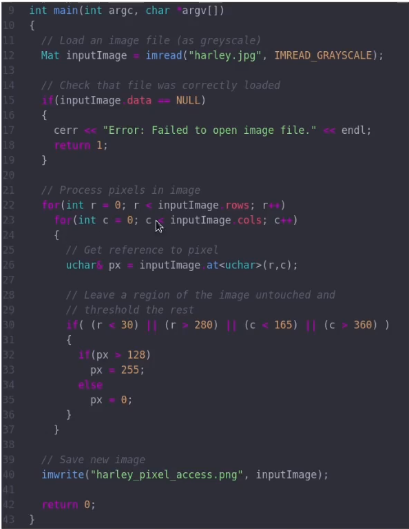 9 int main(int argc, char *argv[])
10 {
11 // Load an image file (as greyscale)
12 Mat inputImage = imread("harley.jpg", IMREAD_GRAYSCALE);
13
14 // Check that file was correctly loaded
15 if(inputImage.data == NULL)
16 {
17 cerr << "Error: Failed to open image file." << endl;
18 return 1;
19 }
20
21 // Process pixels in image
22 for(int r = 0; r < inputImage.rows; r++)
23 for(int c = 0; c < inputImage.cols; c++)
24 {
25 // Get reference to pixel
26 uchar& px = inputImage.at<uchar>(r,c);
27
28 // Leave a region of the image untouched and
29 // threshold the rest
30 if( (r < 30) || (r > 280) || (c < 165) || (c > 360) )
31 {
32 if(px > 128)
33 px = 255;
34 else
35 px = 0;
36 }
37 }
38
39 // Save new image
40 imwrite("harley_pixel_access.png", inputImage);
41
42 return 0;
43 }